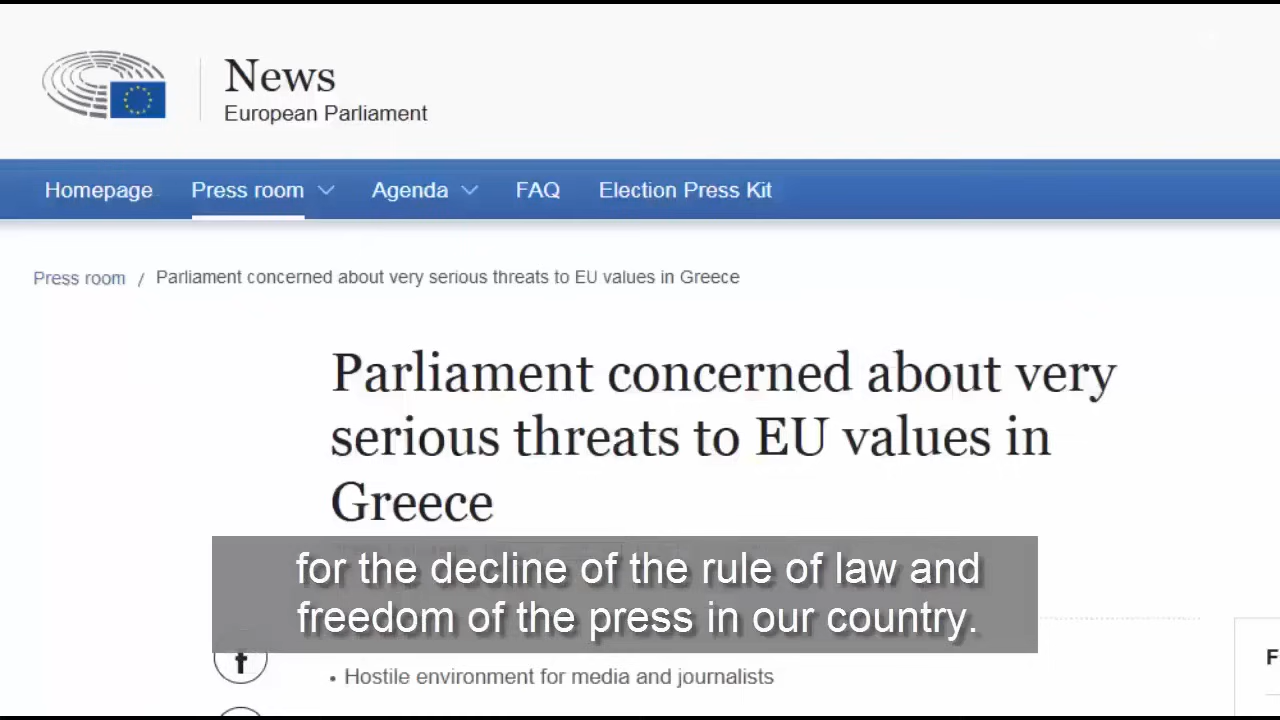 News
European Parliament
Homepage Press room Agenda FAQ Election Press Kit
Press room / Parliament concerned about very serious threats to EU values in Greece
Parliament concerned about very
serious threats to EU values in
Greece
for the decline of the rule of law and
freedom of the press in our country.
f
F
• Hostile environment for media and journalists